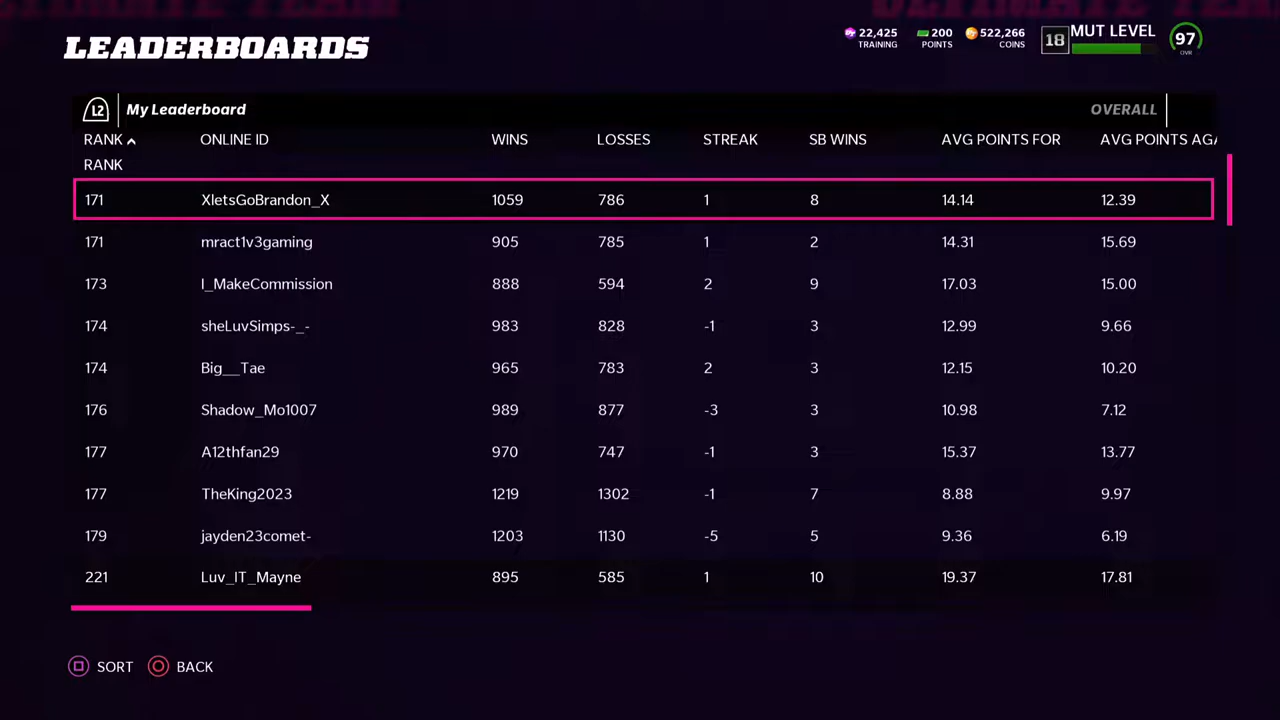 LEADERBOARDS
22,425 TRAINING
200 POINTS
522,266 COINS
18 MUT LEVEL
97 OVR
L2 My Leaderboard OVERALL
RANK ONLINE ID WINS LOSSES STREAK SB WINS AVG POINTS FOR AVG POINTS AGA
RANK
171 XletsGoBrandon_X 1059 786 1 8 14.14 12.39
171 mract1v3gaming 905 785 1 2 14.31 15.69
173 I_MakeCommission 888 594 2 9 17.03 15.00
174 sheLuvSimps-_- 983 828 -1 3 12.99 9.66
174 Big__Tae 965 783 2 3 12.15 10.20
176 Shadow_Mo1007 989 877 -3 3 10.98 7.12
177 A12thfan29 970 747 -1 3 15.37 13.77
177 TheKing2023 1219 1302 -1 7 8.88 9.97
179 jayden23comet- 1203 1130 -5 5 9.36 6.19
221 Luv_IT_Mayne 895 585 1 10 19.37 17.81
SORT BACK